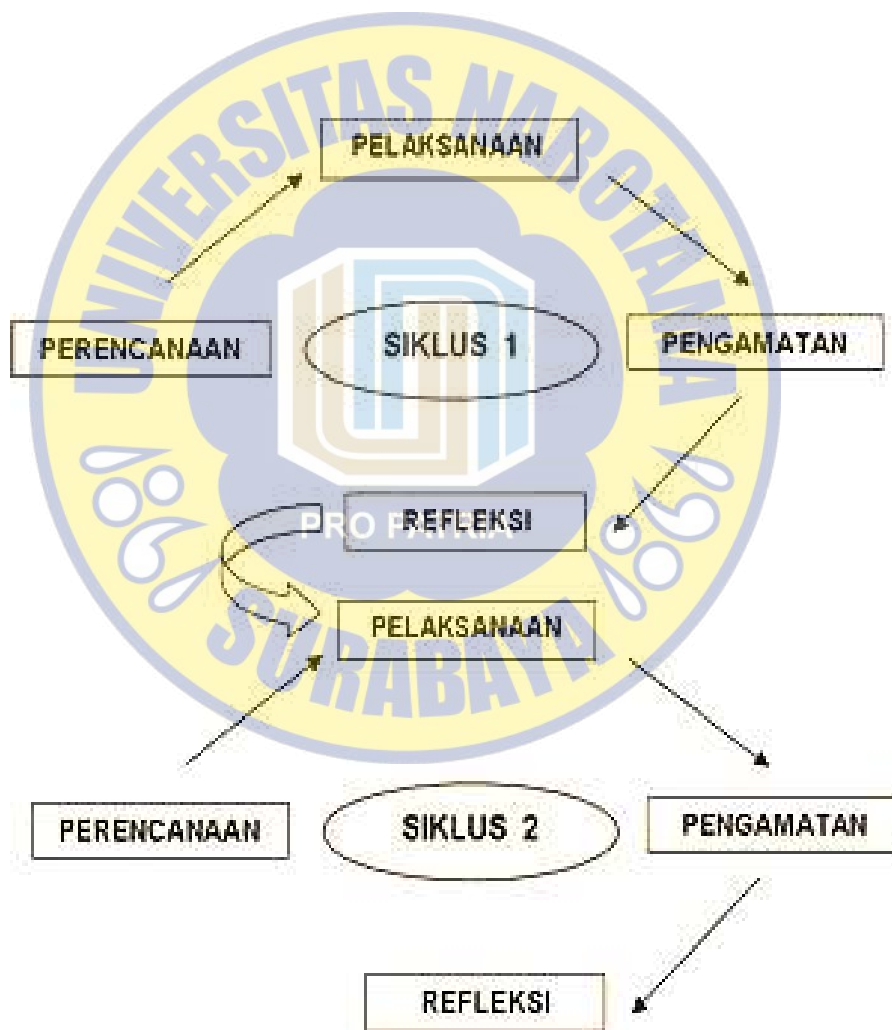 UNIVERSITAS NAROTAMA
PELAKSANAAN
PERENCANAAN
SIKLUS 1
PENGAMATAN
REFLEKSI
PRO PATRIA
PELAKSANAAN
SURABAYA
PERENCANAAN
SIKLUS 2
PENGAMATAN
REFLEKSI